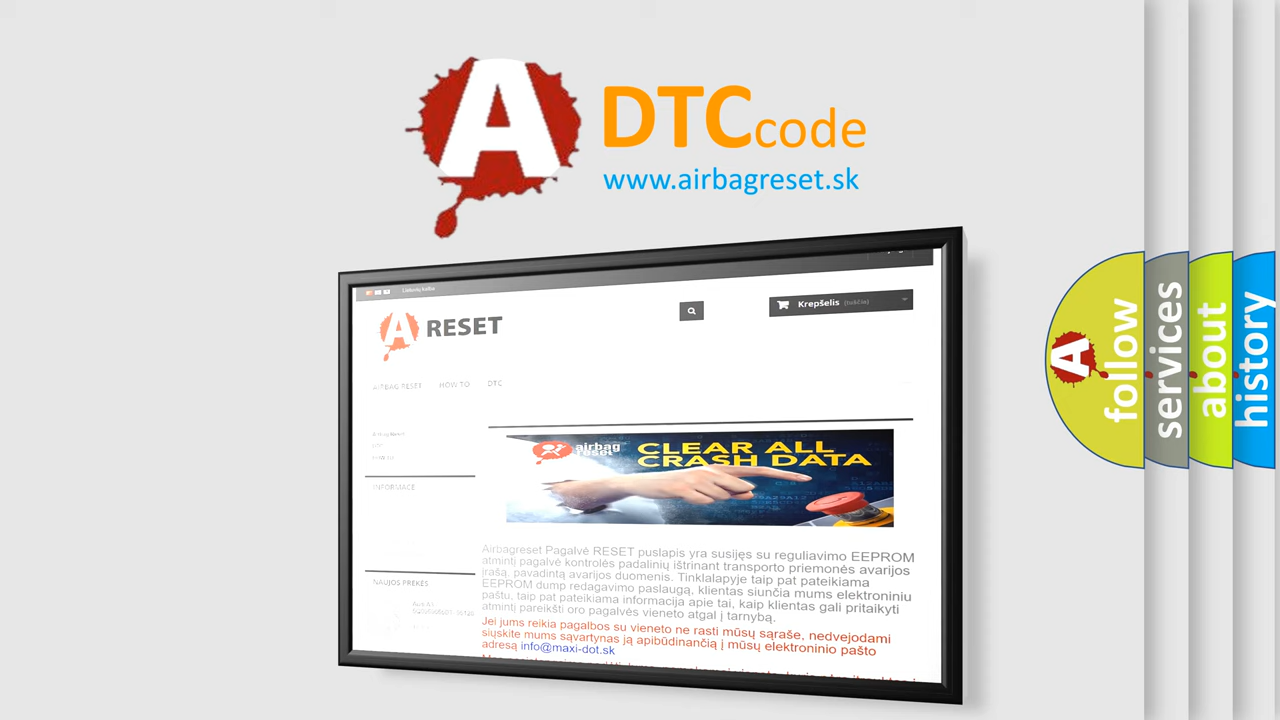 A
DTCcode
www.airbagreset.sk
Lietuvių kalba
A RESET
Krepšelis (tuščia)
AIRBAG RESET HOW TO DTC
INFORMACE
NAUJOS PREKĖS
airbag
reset
CLEAR ALL
CRASH DATA
Airbagreset Pagalvė RESET puslapis yra susijęs su reguliavimo EEPROM
atmintį pagalvė kontrolės padalinių ištrinant transporto priemonės avarijos
įrašą, pavadintą avarijos duomenis. Tinklalapyje taip pat pateikiama
EEPROM dump redagavimo paslaugą, klientas siunčia mums elektroniniu
paštu, taip pat pateikiama informacija apie tai, kaip klientas gali pritaikyti
atmintį pareikšti oro pagalvės vieneto atgal į tarnybą.
Jei jums reikia pagalbos su vieneto ne rasti mūsų sąraše, nedvejodami
siųskite mums sąvartynas ją apibūdinančią į mūsų elektroninio pašto
adresą info@maxi-dot.sk
A follow
services
about
history